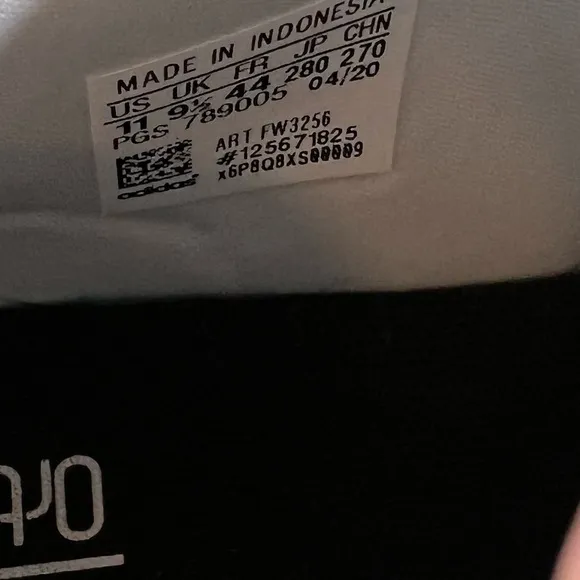 MADE IN INDONESIA
US UK FR JP CHN
11 9½ 44 280 270
PGS 789005 04/20
ART FW3256
#125671825
x6P8Q8XS00009
adidas